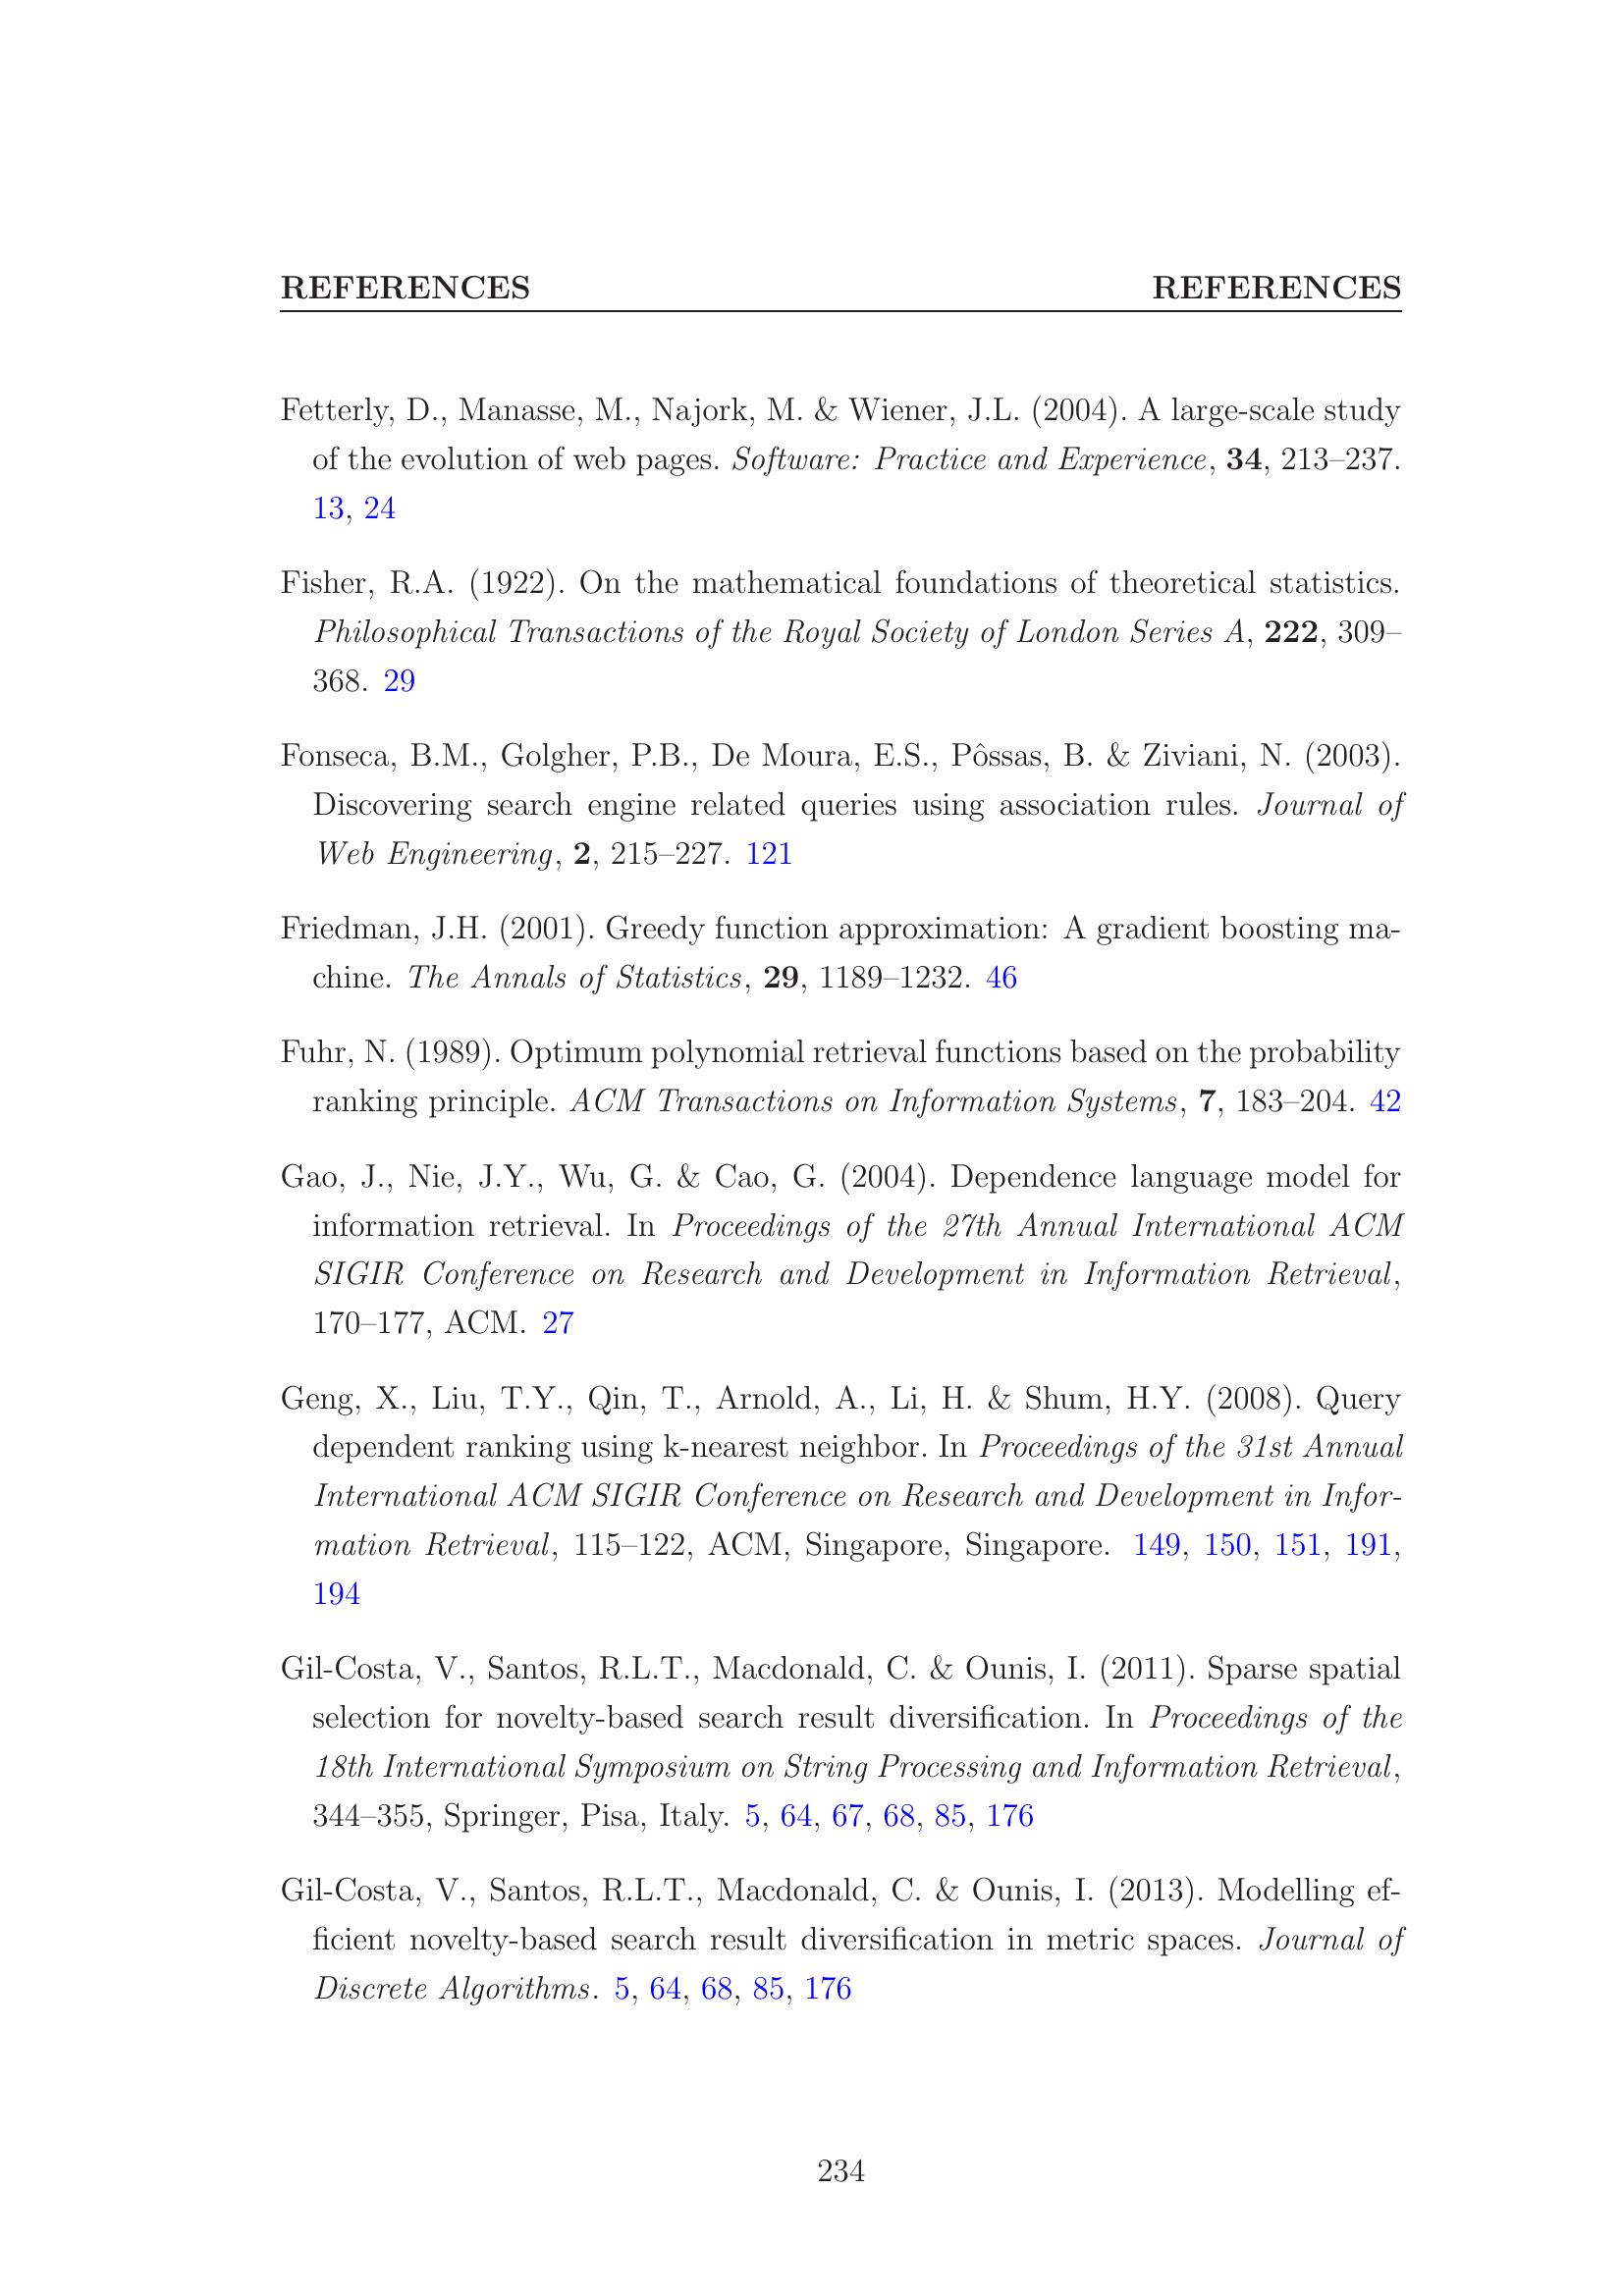 REFERENCES REFERENCES
Fetterly, D., Manasse, M., Najork, M. & Wiener, J.L. (2004). A large-scale study
of the evolution of web pages. Software: Practice and Experience, 34, 213–237.
13, 24
Fisher, R.A. (1922). On the mathematical foundations of theoretical statistics.
Philosophical Transactions of the Royal Society of London Series A, 222, 309–
368. 29
Fonseca, B.M., Golgher, P.B., De Moura, E.S., Pôssas, B. & Ziviani, N. (2003).
Discovering search engine related queries using association rules. Journal of
Web Engineering, 2, 215–227. 121
Friedman, J.H. (2001). Greedy function approximation: A gradient boosting ma-
chine. The Annals of Statistics, 29, 1189–1232. 46
Fuhr, N. (1989). Optimum polynomial retrieval functions based on the probability
ranking principle. ACM Transactions on Information Systems, 7, 183–204. 42
Gao, J., Nie, J.Y., Wu, G. & Cao, G. (2004). Dependence language model for
information retrieval. In Proceedings of the 27th Annual International ACM
SIGIR Conference on Research and Development in Information Retrieval,
170–177, ACM. 27
Geng, X., Liu, T.Y., Qin, T., Arnold, A., Li, H. & Shum, H.Y. (2008). Query
dependent ranking using k-nearest neighbor. In Proceedings of the 31st Annual
International ACM SIGIR Conference on Research and Development in Infor-
mation Retrieval, 115–122, ACM, Singapore, Singapore. 149, 150, 151, 191,
194
Gil-Costa, V., Santos, R.L.T., Macdonald, C. & Ounis, I. (2011). Sparse spatial
selection for novelty-based search result diversification. In Proceedings of the
18th International Symposium on String Processing and Information Retrieval,
344–355, Springer, Pisa, Italy. 5, 64, 67, 68, 85, 176
Gil-Costa, V., Santos, R.L.T., Macdonald, C. & Ounis, I. (2013). Modelling ef-
ficient novelty-based search result diversification in metric spaces. Journal of
Discrete Algorithms. 5, 64, 68, 85, 176
234